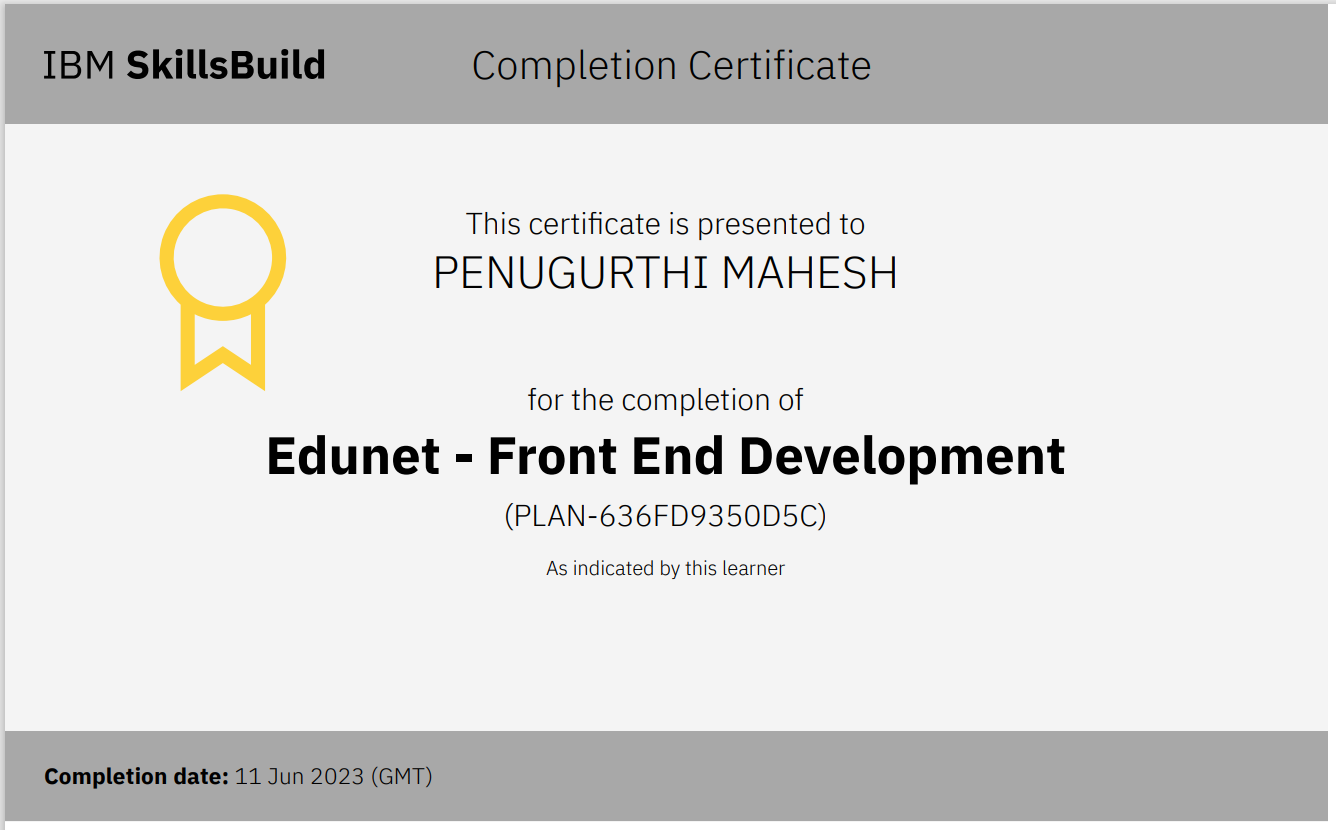 IBM SkillsBuild
Completion Certificate
This certificate is presented to
PENUGURTHI MAHESH
for the completion of
Edunet - Front End Development
(PLAN-636FD9350D5C)
As indicated by this learner
Completion date: 11 Jun 2023 (GMT)